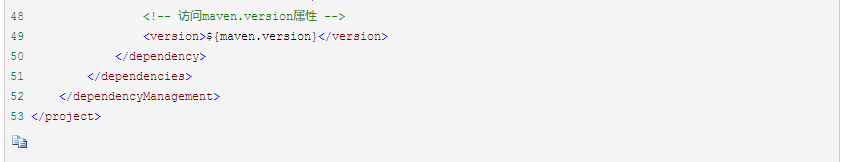 48 <!-- 访问maven.version属性 -->
49 <version>${maven.version}</version>
50 </dependency>
51 </dependencies>
52 </dependencyManagement>
53 </project>